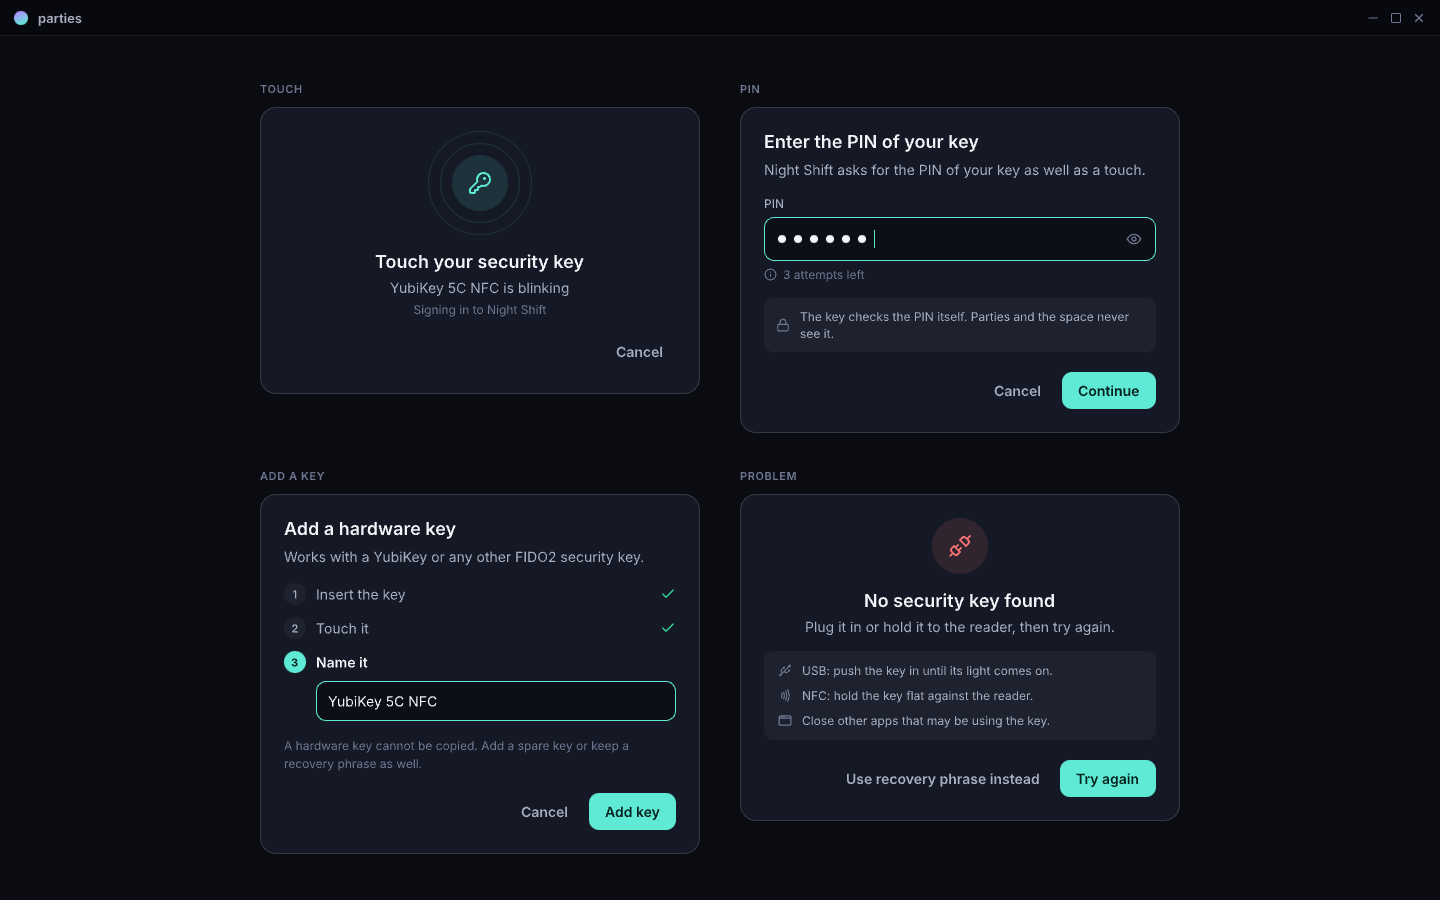 parties
TOUCH
Touch your security key
YubiKey 5C NFC is blinking
Signing in to Night Shift
Cancel
PIN
Enter the PIN of your key
Night Shift asks for the PIN of your key as well as a touch.
PIN
3 attempts left
The key checks the PIN itself. Parties and the space never
see it.
Cancel
Continue
ADD A KEY
Add a hardware key
Works with a YubiKey or any other FIDO2 security key.
1 Insert the key
2 Touch it
3 Name it
YubiKey 5C NFC
A hardware key cannot be copied. Add a spare key or keep a
recovery phrase as well.
Cancel
Add key
PROBLEM
No security key found
Plug it in or hold it to the reader, then try again.
USB: push the key in until its light comes on.
NFC: hold the key flat against the reader.
Close other apps that may be using the key.
Use recovery phrase instead
Try again